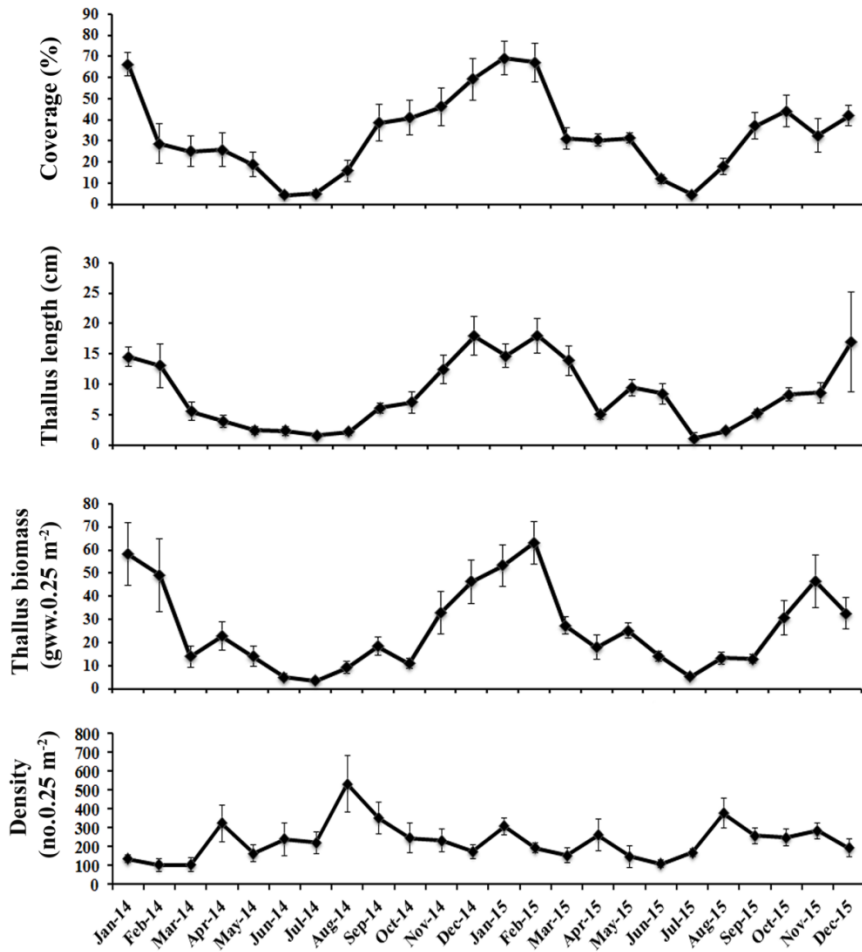 90
80
70
60
50
40
30
20
10
0
Coverage (%)
30
25
20
15
10
5
0
Thallus length (cm)
80
70
60
50
40
30
20
10
0
Thallus biomass
(gww.0.25 m⁻²)
800
700
600
500
400
300
200
100
0
Density
(no.0.25 m⁻²)
Jan-14
Feb-14
Mar-14
Apr-14
May-14
Jun-14
Jul-14
Aug-14
Sep-14
Oct-14
Nov-14
Dec-14
Jan-15
Feb-15
Mar-15
Apr-15
May-15
Jun-15
Jul-15
Aug-15
Sep-15
Oct-15
Nov-15
Dec-15